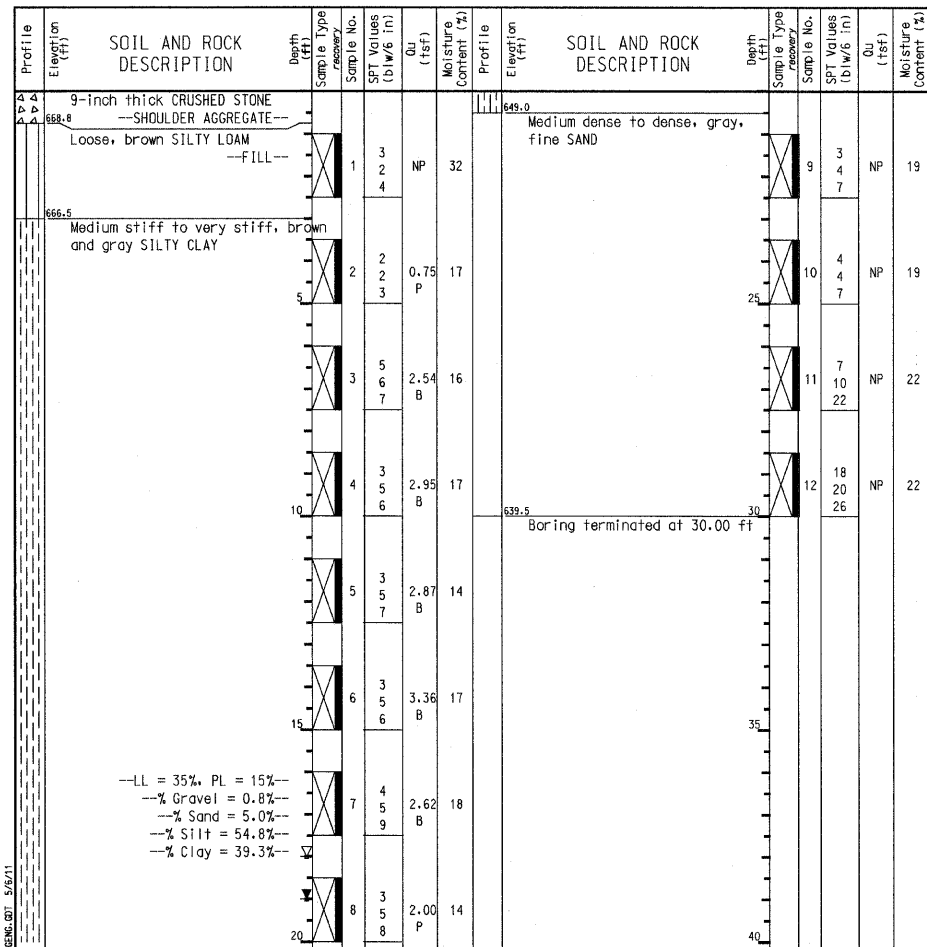 Profile
Elevation (ft)
SOIL AND ROCK
DESCRIPTION
Depth (ft)
Sample Type
recovery
Sample No.
SPT Values
(blw/6 in)
Qu
(tsf)
Moisture
Content (%)
9-inch thick CRUSHED STONE
668.8 --SHOULDER AGGREGATE--
Loose, brown SILTY LOAM
--FILL--
1 3 2 4 NP 32
666.5
Medium stiff to very stiff, brown
and gray SILTY CLAY
2 2 2 3 0.75 P 17
5
3 5 6 7 2.54 B 16
4 3 5 6 2.95 B 17
10
5 3 5 7 2.87 B 14
6 3 5 6 3.36 B 17
15
--LL = 35%, PL = 15%--
--% Gravel = 0.8%--
--% Sand = 5.0%--
--% Silt = 54.8%--
--% Clay = 39.3%--
7 4 5 9 2.62 B 18
8 3 5 8 2.00 P 14
20
Profile
Elevation (ft)
SOIL AND ROCK
DESCRIPTION
Depth (ft)
Sample Type
recovery
Sample No.
SPT Values
(blw/6 in)
Qu
(tsf)
Moisture
Content (%)
649.0
Medium dense to dense, gray,
fine SAND
9 3 4 7 NP 19
10 4 4 7 NP 19
25
11 7 10 22 NP 22
12 18 20 26 NP 22
639.5 30
Boring terminated at 30.00 ft
35
40
GENG.GDT 5/6/11